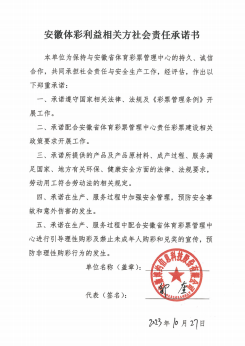 安徽体彩利益相关方社会责任承诺书
本单位为保持与安徽省体育彩票管理中心的持久、诚信
合作，共同承担社会责任与安全生产工作，经评估，作出以
下郑重承诺：
一、承诺遵守国家相关法律、法规及《彩票管理条例》开
展工作。
二、承诺配合安徽省体育彩票管理中心责任彩票建设相关
政策要求开展工作。
三、承诺所提供的产品及产品原材料、成产过程、服务满
足国家、地方有关环保、健康安全方面的法律、法规要求，
劳动用工符合劳动法的相关规定。
四、承诺在生产、服务过程中加强安全管理，预防安全事
故和意外伤害的发生。
五、承诺在生产、服务过程中配合安徽省体育彩票管理中
心进行引导理性购彩及禁止未成年人购彩和兑奖的宣传，预
防非理性购彩行为的发生。
单位名称（盖章）：
代表（签名）：
2023年10月27日